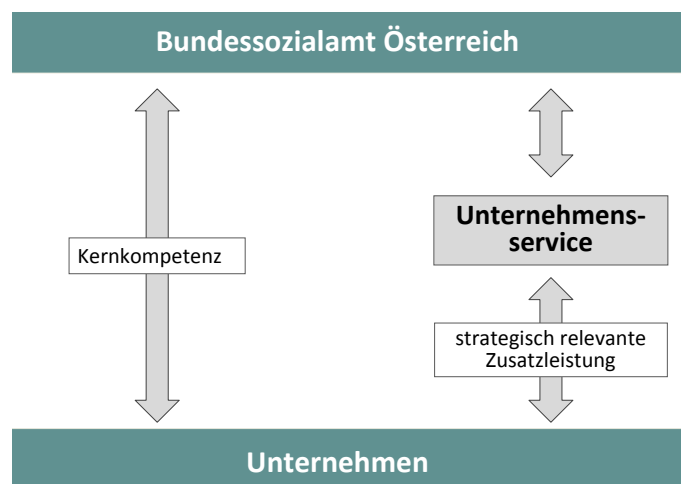 Bundessozialamt Österreich
Kernkompetenz
Unternehmens-
service
strategisch relevante
Zusatzleistung
Unternehmen